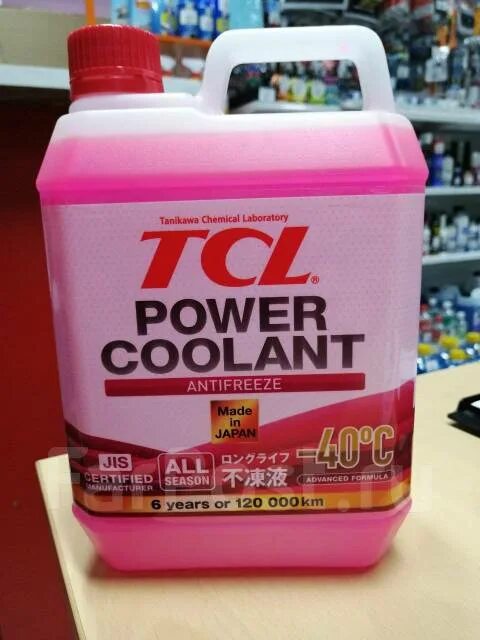 Tanikawa Chemical Laboratory
TCL®
POWER
COOLANT
ANTIFREEZE
Made in
JAPAN
JIS
CERTIFIED
MANUFACTURER
ALL
SEASON
ロングライフ
不凍液
-40°C
ADVANCED FORMULA
6 years or 120 000km